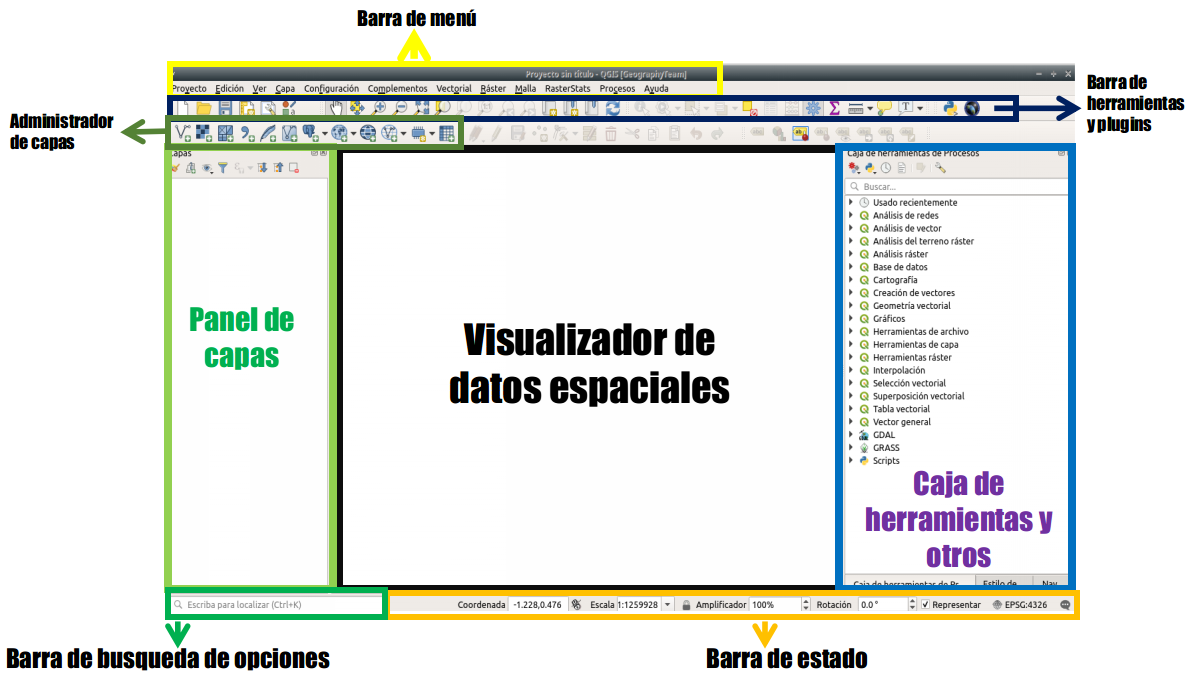 Barra de menú
Proyecto sin título - QGIS [GeographyTeam]
Proyecto Edición Ver Capa Configuración Complementos Vectorial Ráster Malla RasterStats Procesos Ayuda
Barra de
herramientas
y plugins
Administrador
de capas
Capas
Caja de herramientas de Procesos
Buscar...
Usado recientemente
Análisis de redes
Análisis de vector
Análisis del terreno ráster
Análisis ráster
Base de datos
Cartografía
Creación de vectores
Geometría vectorial
Gráficos
Herramientas de archivo
Herramientas de capa
Herramientas ráster
Interpolación
Selección vectorial
Superposición vectorial
Tabla vectorial
Vector general
GDAL
GRASS
Scripts
Panel de
capas
Visualizador de
datos espaciales
Caja de
herramientas y
otros
Caja de herramientas de Pr... Estilo de... Nav...
Escriba para localizar (Ctrl+K) Coordenada -1.228,0.476 Escala 1:1259928 Amplificador 100% Rotación 0.0 ° Representar EPSG:4326
Barra de busqueda de opciones
Barra de estado